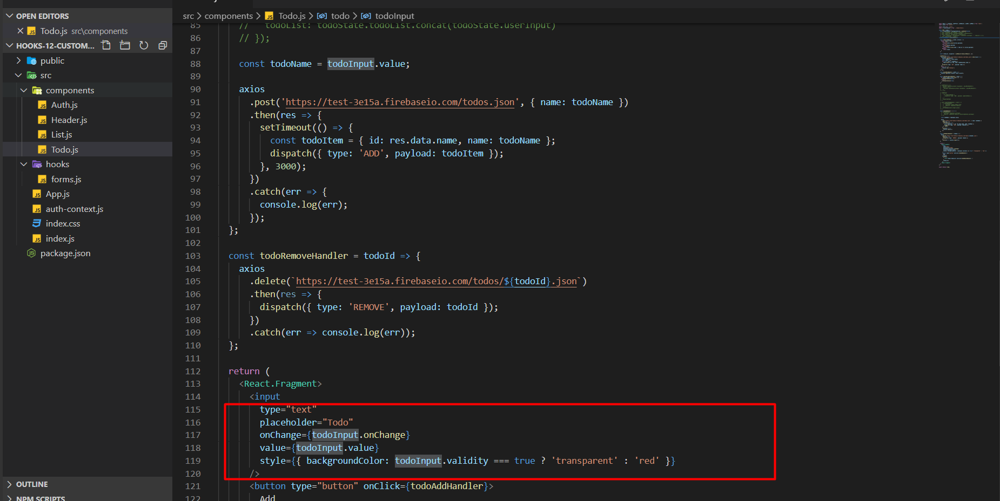 OPEN EDITORS
Todo.js src\components
HOOKS-12-CUSTOM...
public
src
components
Auth.js
Header.js
List.js
Todo.js
hooks
forms.js
App.js
auth-context.js
index.css
index.js
package.json
OUTLINE
NPM SCRIPTS
src > components > JS Todo.js > todo > todoInput
85 //   todoList: todoState.todoList.concat(todoState.userInput)
86 // });
87
88 const todoName = todoInput.value;
89
90 axios
91 .post('https://test-3e15a.firebaseio.com/todos.json', { name: todoName })
92 .then(res => {
93 setTimeout(() => {
94 const todoItem = { id: res.data.name, name: todoName };
95 dispatch({ type: 'ADD', payload: todoItem });
96 }, 3000);
97 })
98 .catch(err => {
99 console.log(err);
100 });
101 };
102
103 const todoRemoveHandler = todoId => {
104 axios
105 .delete(`https://test-3e15a.firebaseio.com/todos/${todoId}.json`)
106 .then(res => {
107 dispatch({ type: 'REMOVE', payload: todoId });
108 })
109 .catch(err => console.log(err));
110 };
111
112 return (
113 <React.Fragment>
114 <input
115 type="text"
116 placeholder="Todo"
117 onChange={todoInput.onChange}
118 value={todoInput.value}
119 style={{ backgroundColor: todoInput.validity === true ? 'transparent' : 'red' }}
120 />
121 <button type="button" onClick={todoAddHandler}>
122 Add